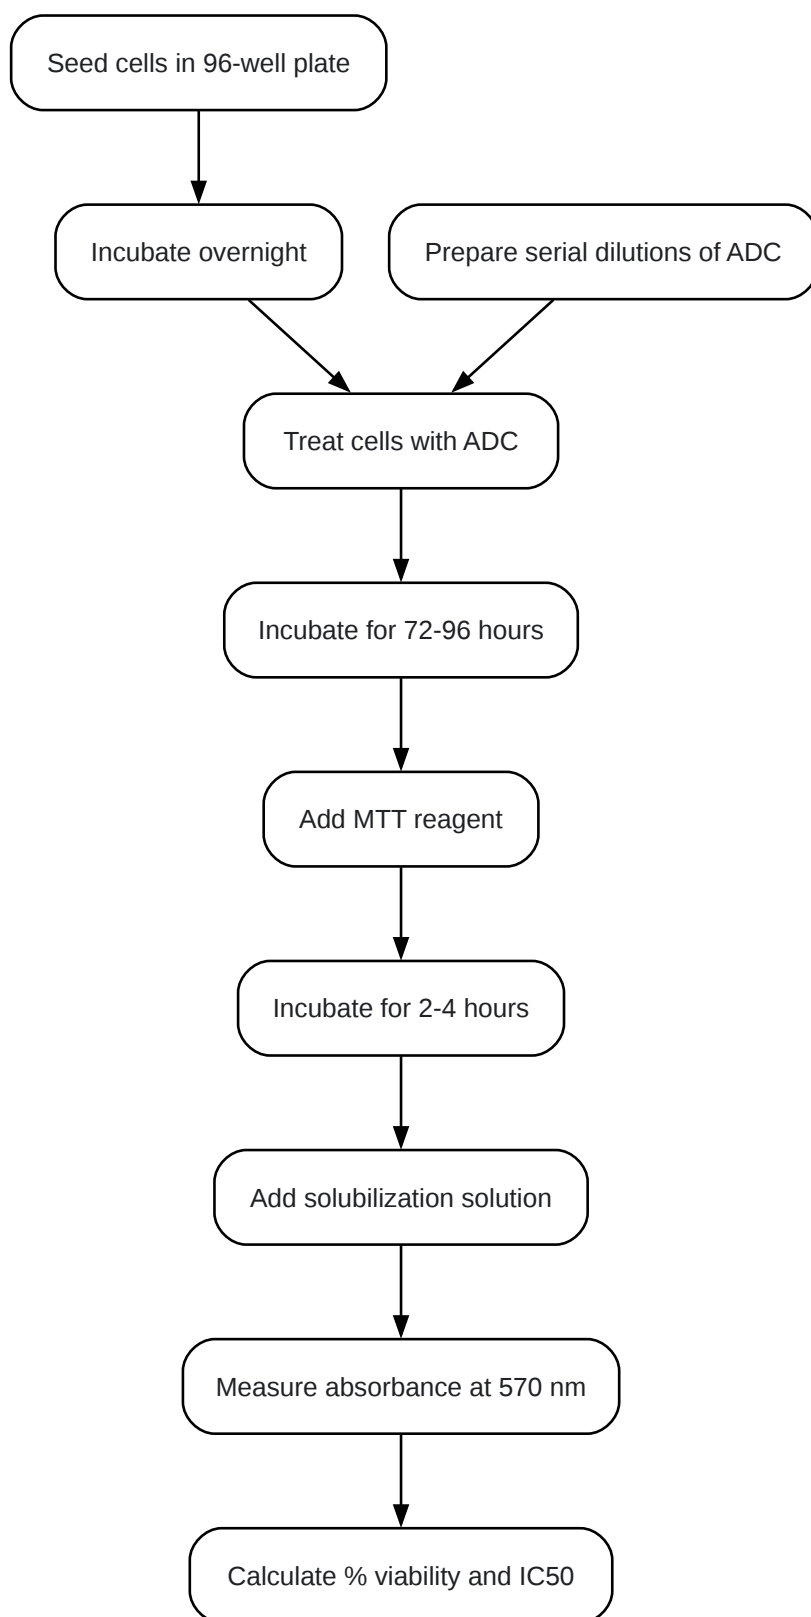 Seed cells in 96-well plate
Incubate overnight
Prepare serial dilutions of ADC
Treat cells with ADC
Incubate for 72-96 hours
Add MTT reagent
Incubate for 2-4 hours
Add solubilization solution
Measure absorbance at 570 nm
Calculate % viability and IC50